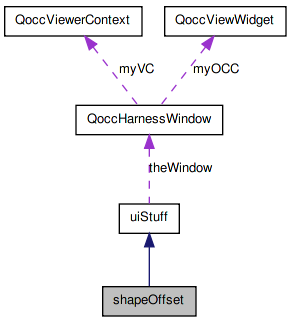 QoccViewerContext QoccViewWidget
myVC myOCC
QoccHarnessWindow
theWindow
uiStuff
shapeOffset